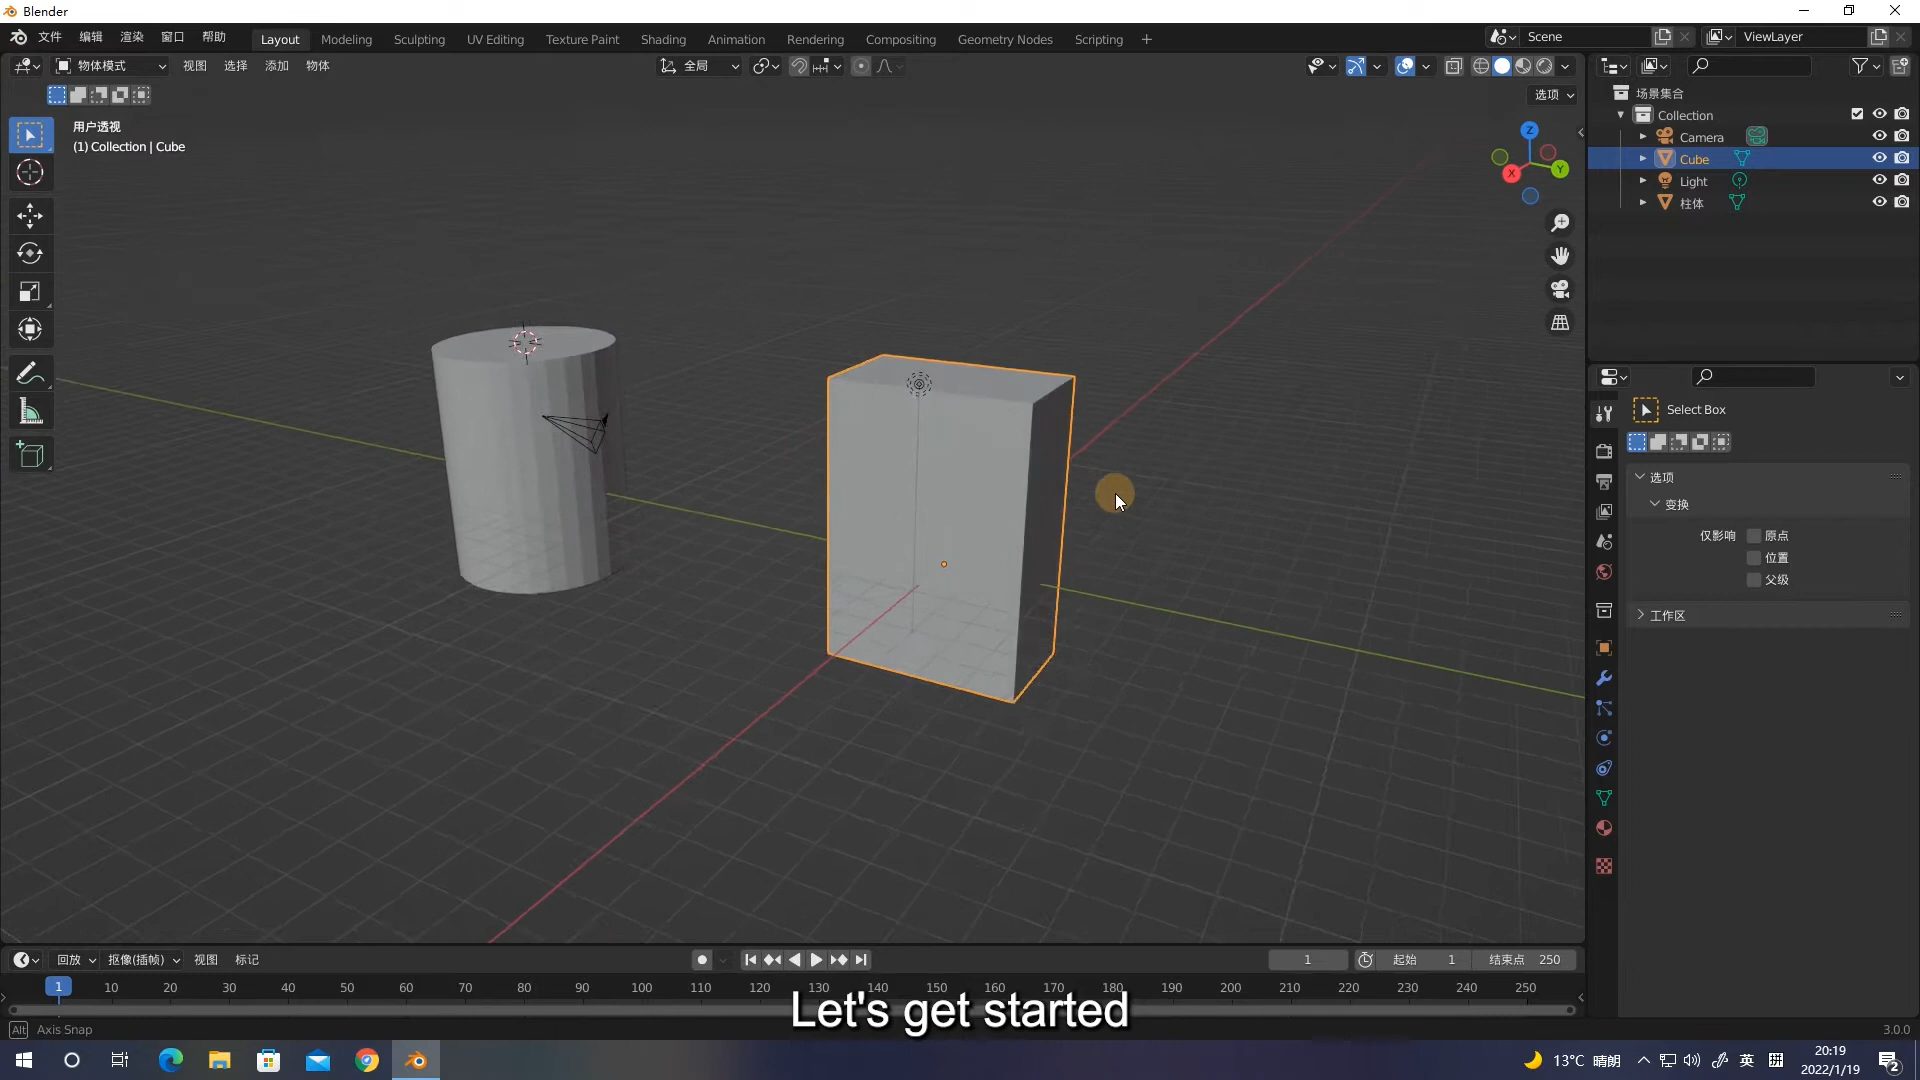 Blender
文件 编辑 渲染 窗口 帮助 Layout Modeling Sculpting UV Editing Texture Paint Shading Animation Rendering Compositing Geometry Nodes Scripting + Scene ViewLayer
物体模式 视图 选择 添加 物体 全局
选项
用户透视
(1) Collection | Cube
Z
Y
X
场景集合
Collection
Camera
Cube
Light
柱体
Select Box
选项
变换
仅影响 原点
位置
父级
工作区
回放 抠像(插帧) 视图 标记 1 起始 1 结束点 250
1 10 20 30 40 50 60 70 80 90 100 110 120 130 140 150 160 170 180 190 200 210 220 230 240 250
Let's get started
Alt Axis Snap 3.0.0
13°C 晴朗 英 拼 20:19
2022/1/19 2